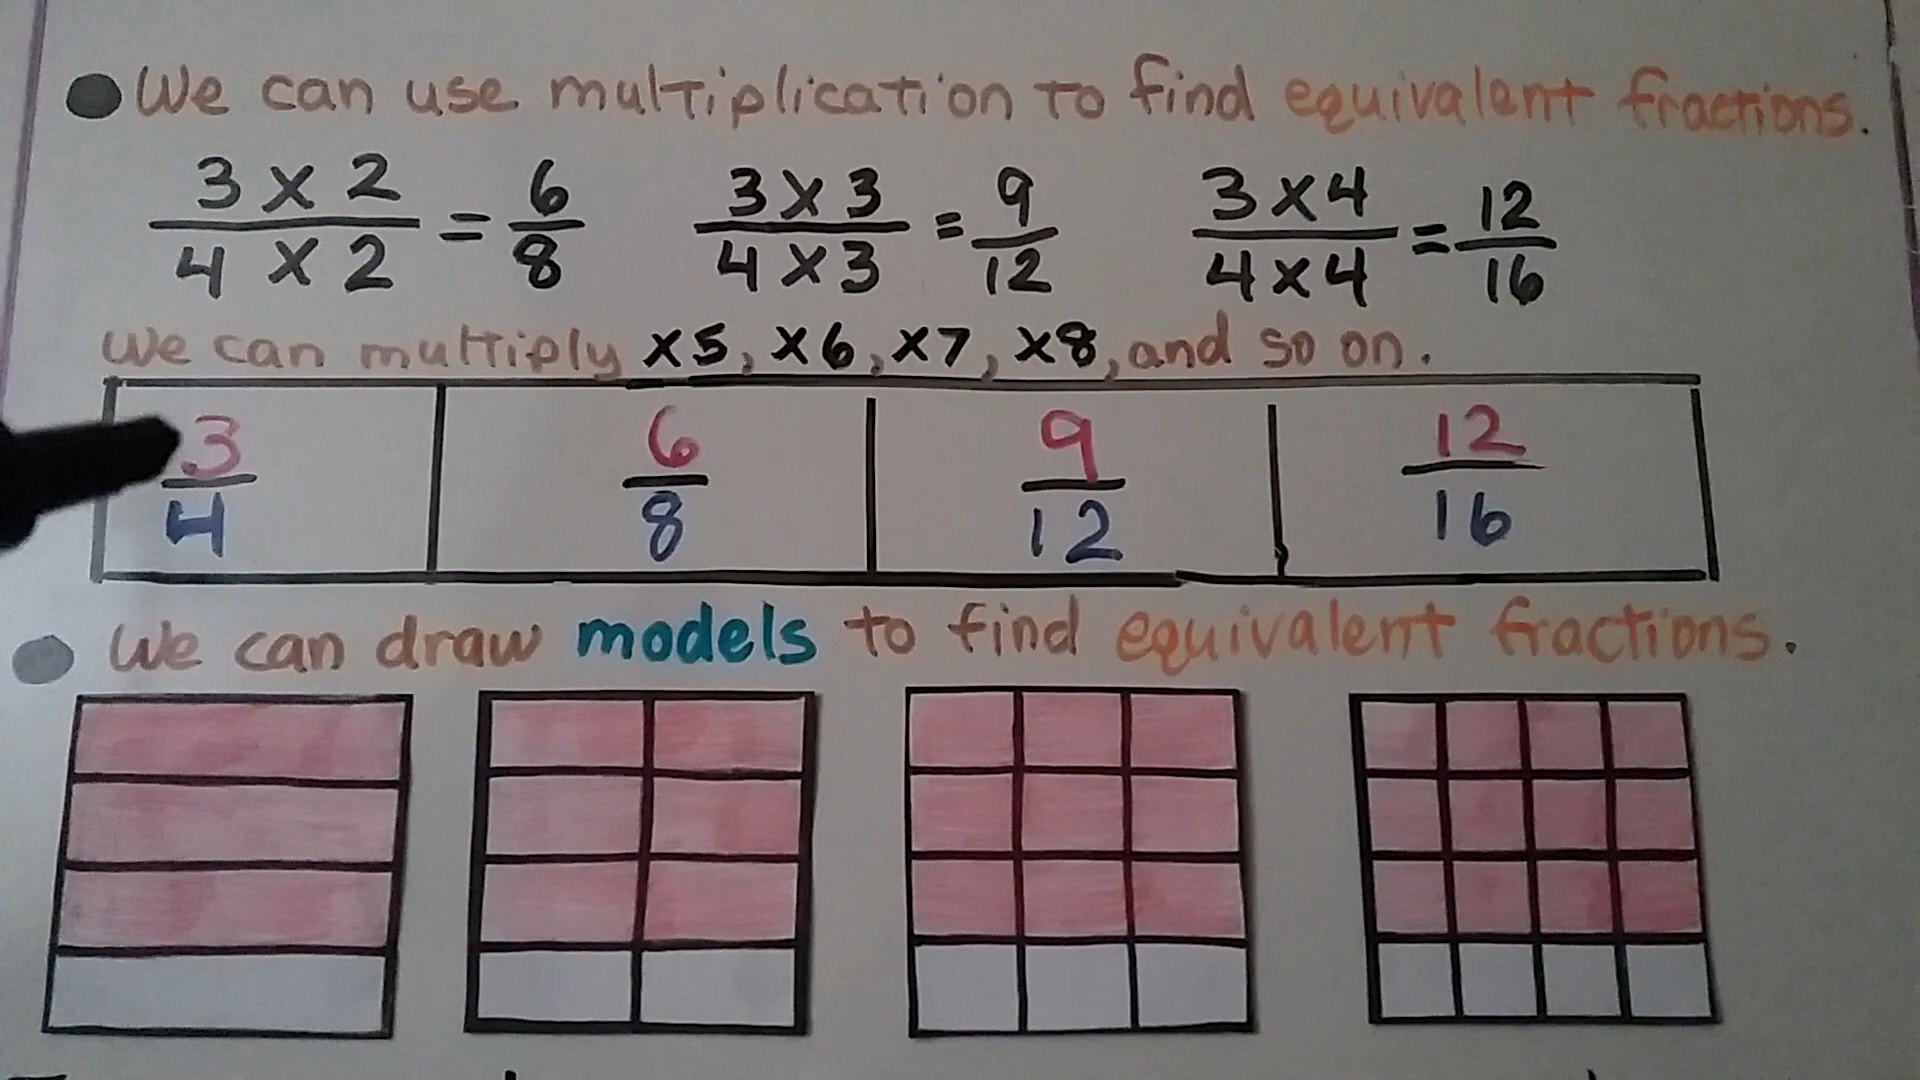 We can use multiplication to find equivalent fractions.
3 x 2 / 4 x 2 = 6/8 3 x 3 / 4 x 3 = 9/12 3 x 4 / 4 x 4 = 12/16
we can multiply x5, x6, x7, x8, and so on.
3/4 6/8 9/12 12/16
We can draw models to find equivalent fractions.